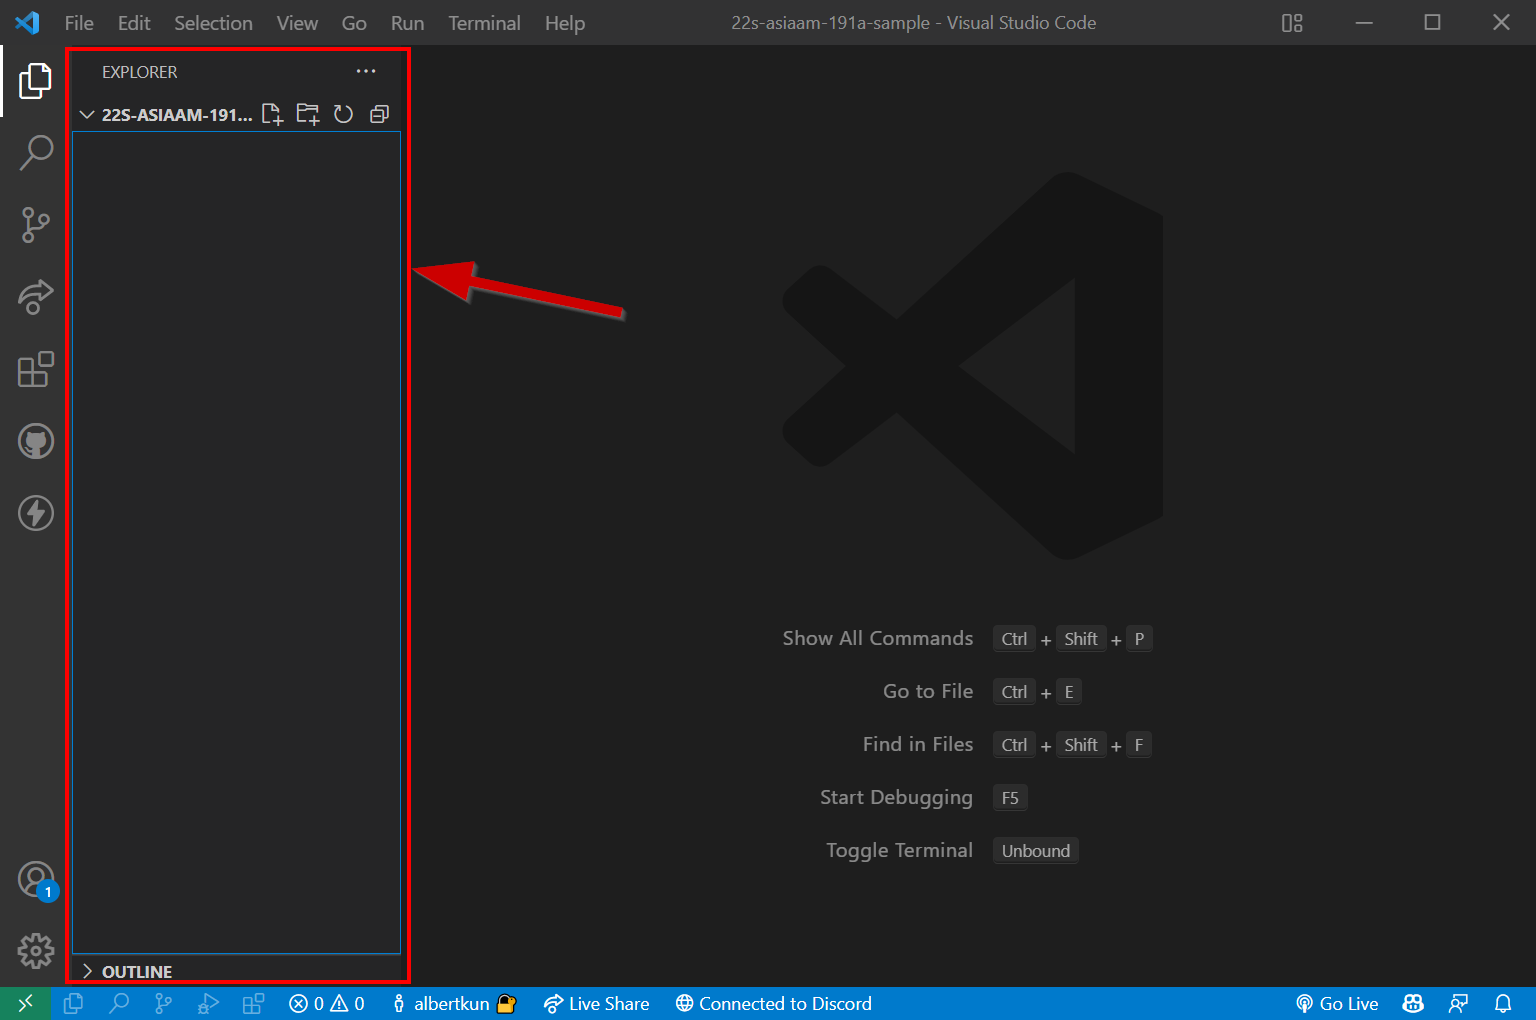 File Edit Selection View Go Run Terminal Help 22s-asiaam-191a-sample - Visual Studio Code
EXPLORER
22S-ASIAAM-191...
Show All Commands Ctrl + Shift + P
Go to File Ctrl + E
Find in Files Ctrl + Shift + F
Start Debugging F5
Toggle Terminal Unbound
1
OUTLINE
0 0 albertkun Live Share Connected to Discord Go Live